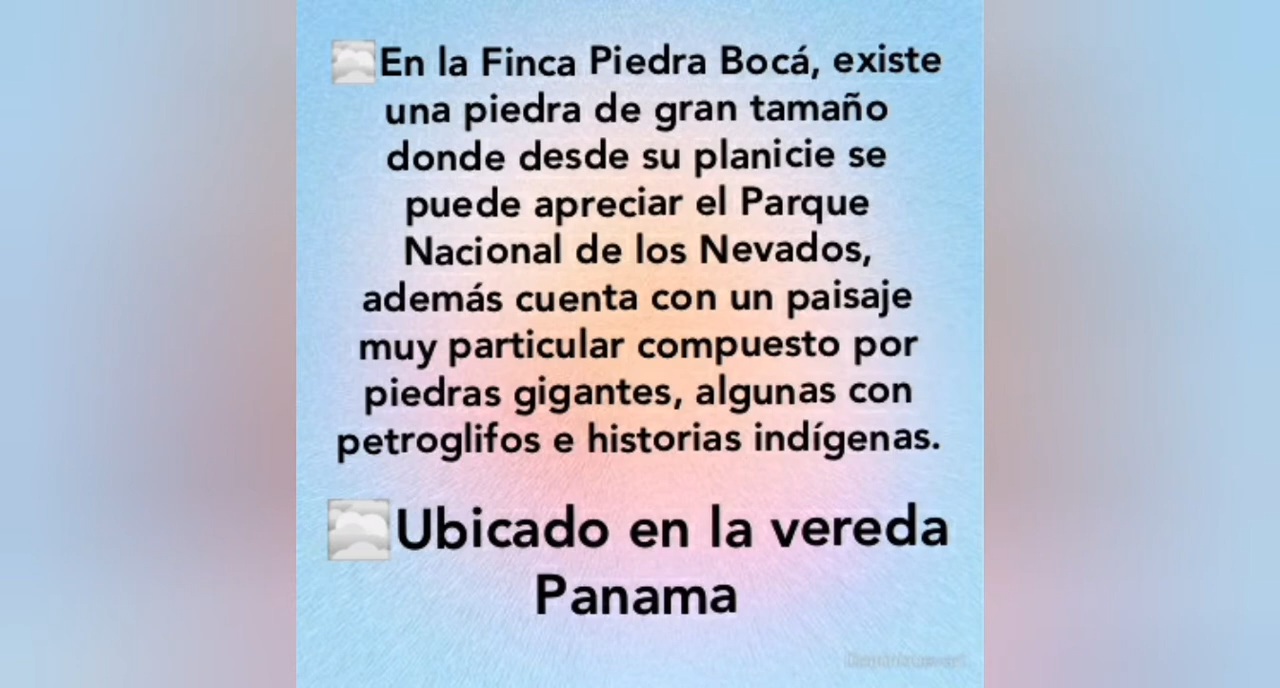 En la Finca Piedra Bocá, existe
una piedra de gran tamaño
donde desde su planicie se
puede apreciar el Parque
Nacional de los Nevados,
además cuenta con un paisaje
muy particular compuesto por
piedras gigantes, algunas con
petroglifos e historias indígenas.
Ubicado en la vereda
Panama